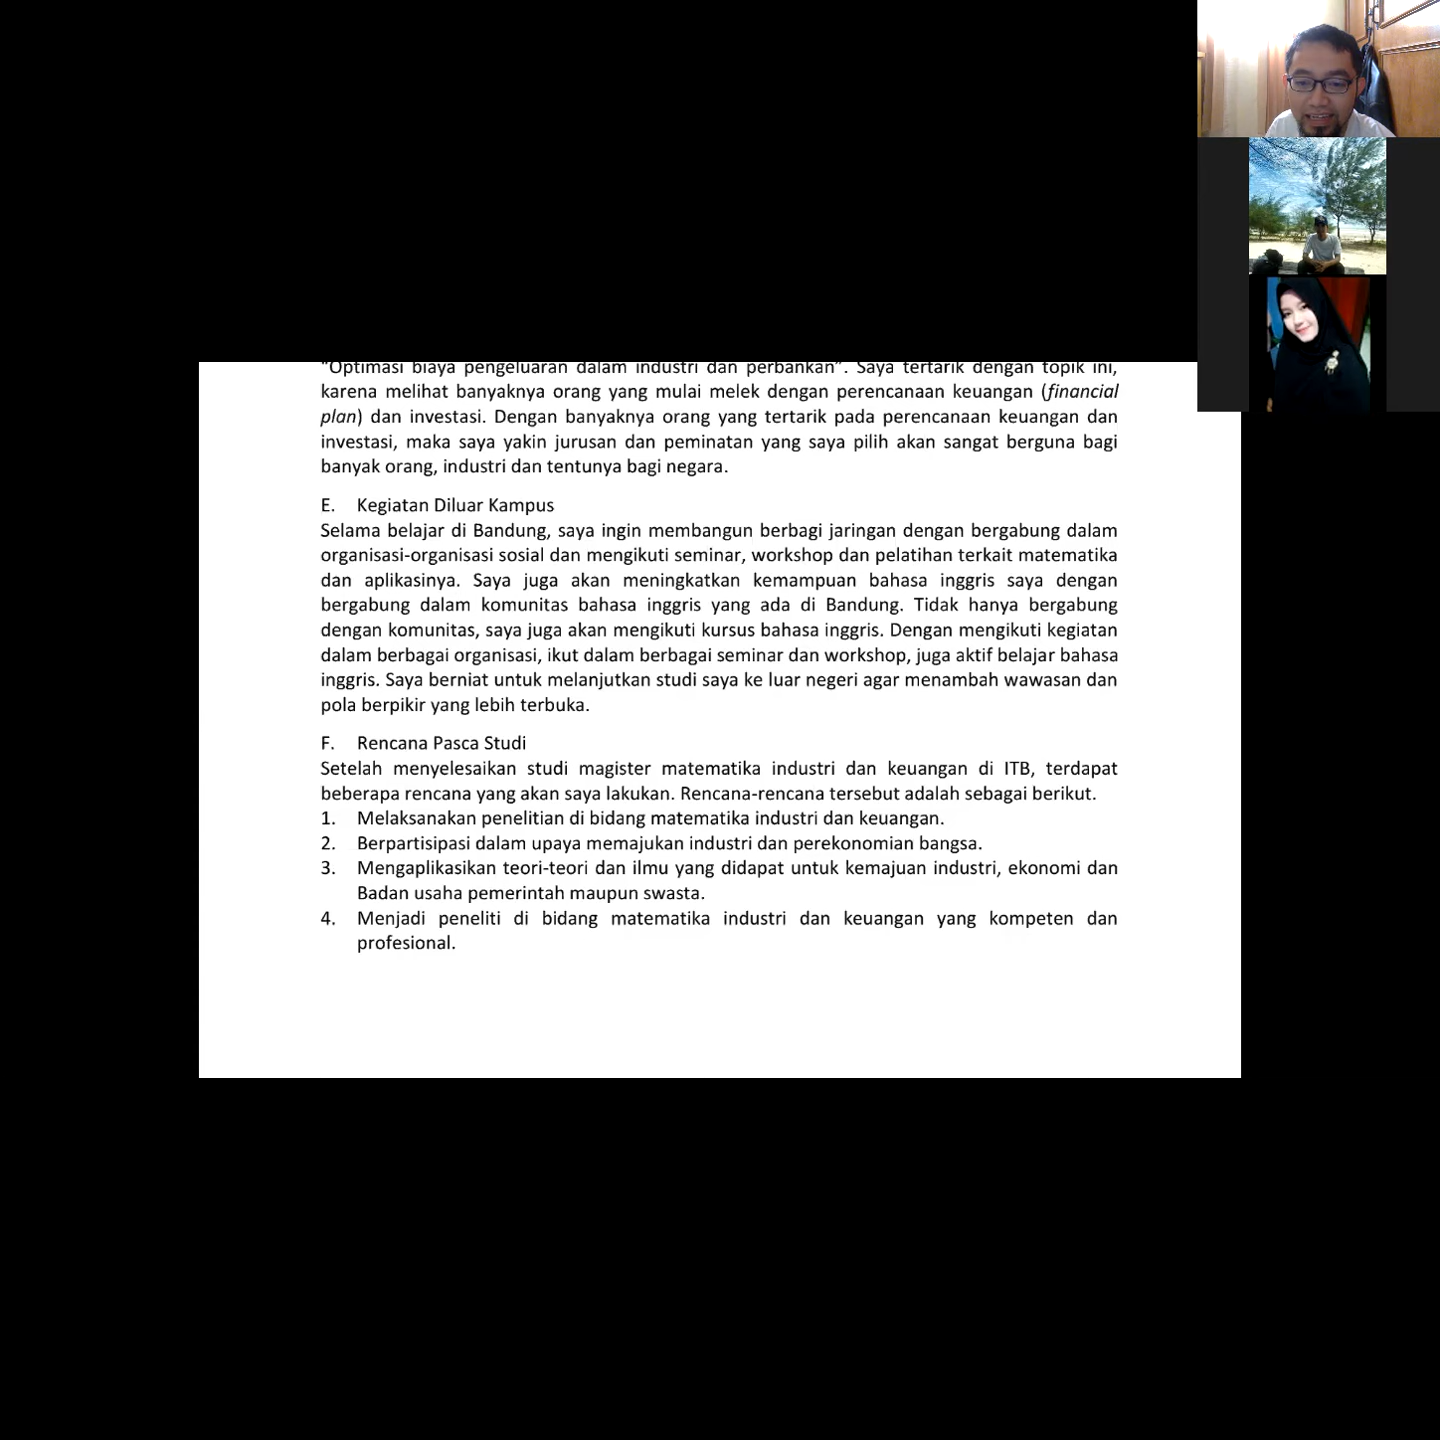 "Optimasi biaya pengeluaran dalam industri dan perbankan". Saya tertarik dengan topik ini,
karena melihat banyaknya orang yang mulai melek dengan perencanaan keuangan (financial
plan) dan investasi. Dengan banyaknya orang yang tertarik pada perencanaan keuangan dan
investasi, maka saya yakin jurusan dan peminatan yang saya pilih akan sangat berguna bagi
banyak orang, industri dan tentunya bagi negara.
E. Kegiatan Diluar Kampus
Selama belajar di Bandung, saya ingin membangun berbagi jaringan dengan bergabung dalam
organisasi-organisasi sosial dan mengikuti seminar, workshop dan pelatihan terkait matematika
dan aplikasinya. Saya juga akan meningkatkan kemampuan bahasa inggris saya dengan
bergabung dalam komunitas bahasa inggris yang ada di Bandung. Tidak hanya bergabung
dengan komunitas, saya juga akan mengikuti kursus bahasa inggris. Dengan mengikuti kegiatan
dalam berbagai organisasi, ikut dalam berbagai seminar dan workshop, juga aktif belajar bahasa
inggris. Saya berniat untuk melanjutkan studi saya ke luar negeri agar menambah wawasan dan
pola berpikir yang lebih terbuka.
F. Rencana Pasca Studi
Setelah menyelesaikan studi magister matematika industri dan keuangan di ITB, terdapat
beberapa rencana yang akan saya lakukan. Rencana-rencana tersebut adalah sebagai berikut.
1. Melaksanakan penelitian di bidang matematika industri dan keuangan.
2. Berpartisipasi dalam upaya memajukan industri dan perekonomian bangsa.
3. Mengaplikasikan teori-teori dan ilmu yang didapat untuk kemajuan industri, ekonomi dan
Badan usaha pemerintah maupun swasta.
4. Menjadi peneliti di bidang matematika industri dan keuangan yang kompeten dan
profesional.